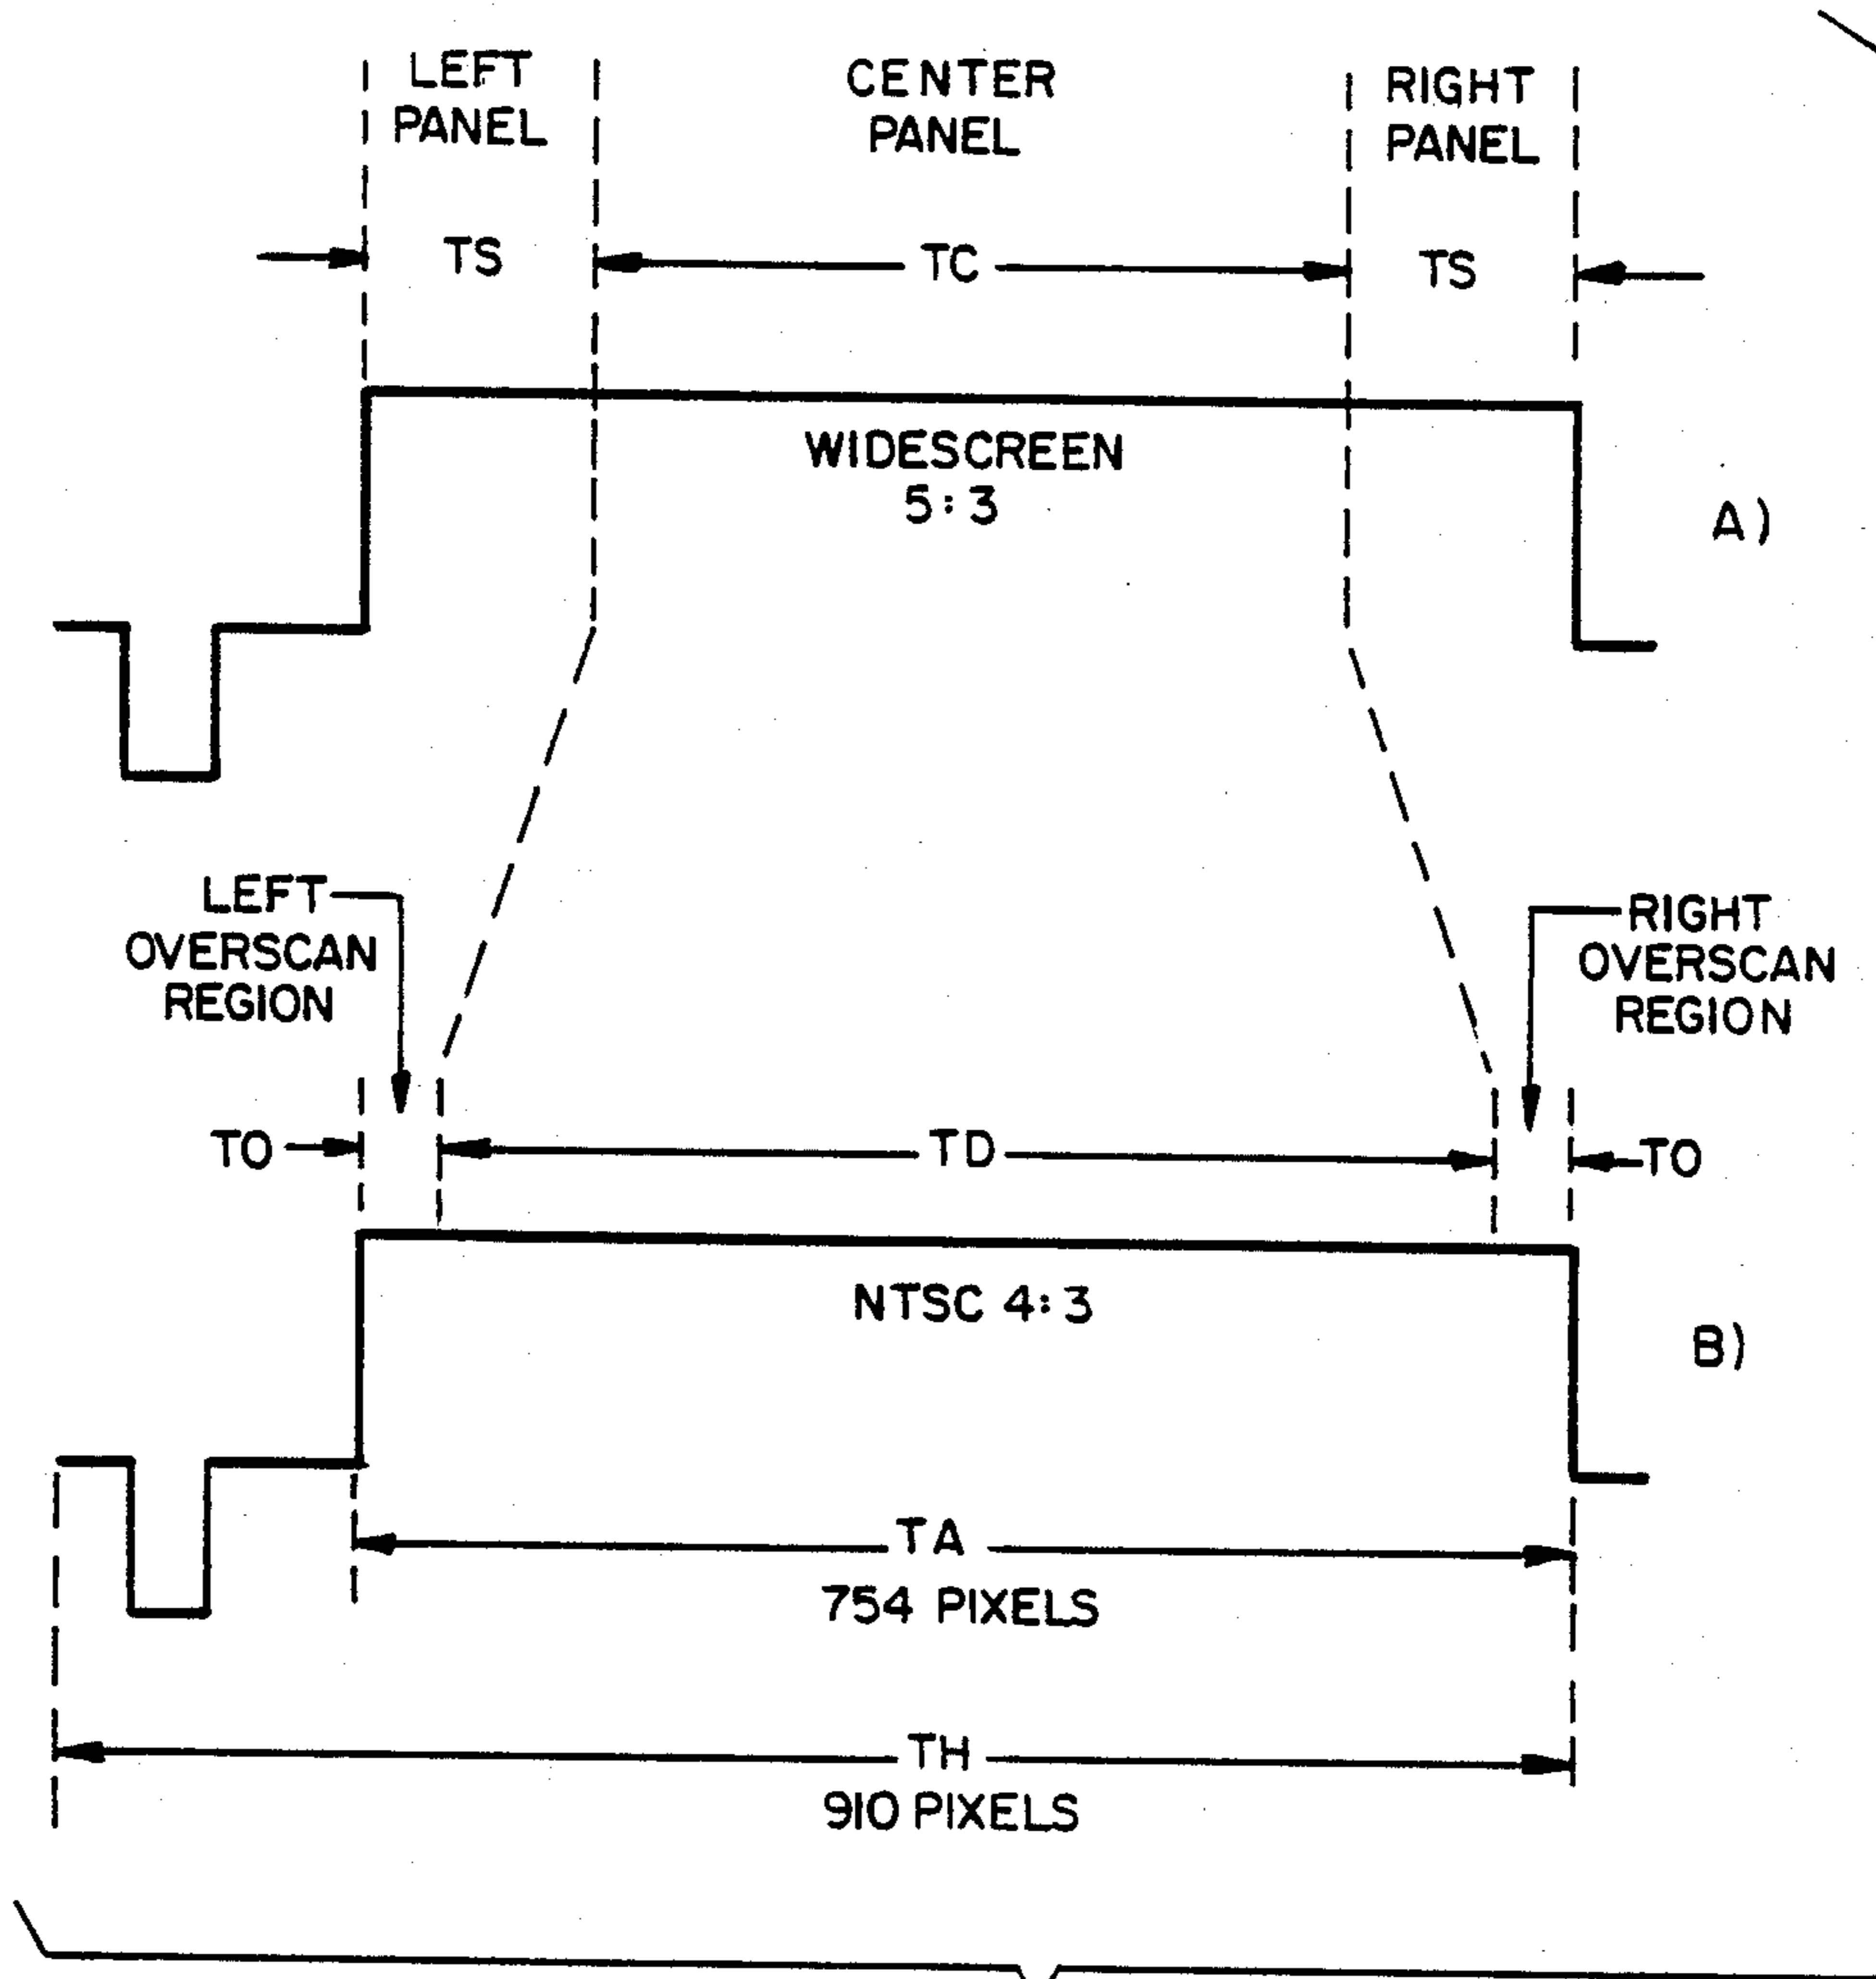 LEFT
PANEL
CENTER
PANEL
RIGHT
PANEL
TS
TC
TS
WIDESCREEN
5:3
A)
LEFT
OVERSCAN
REGION
RIGHT
OVERSCAN
REGION
TO
TD
TO
NTSC 4:3
B)
TA
754 PIXELS
TH
910 PIXELS